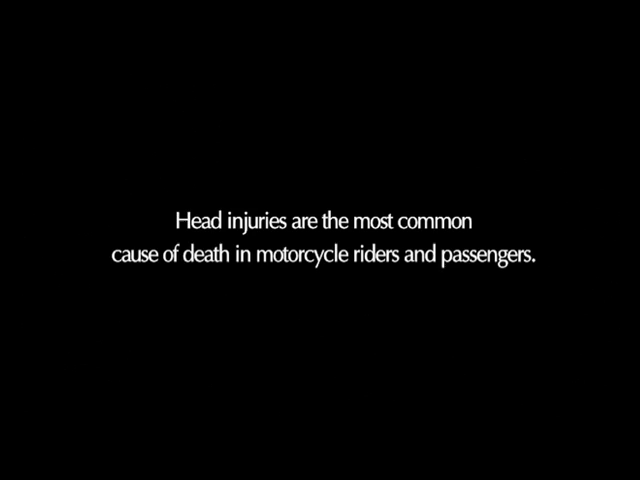 Head injuries are the most common
cause of death in motorcycle riders and passengers.